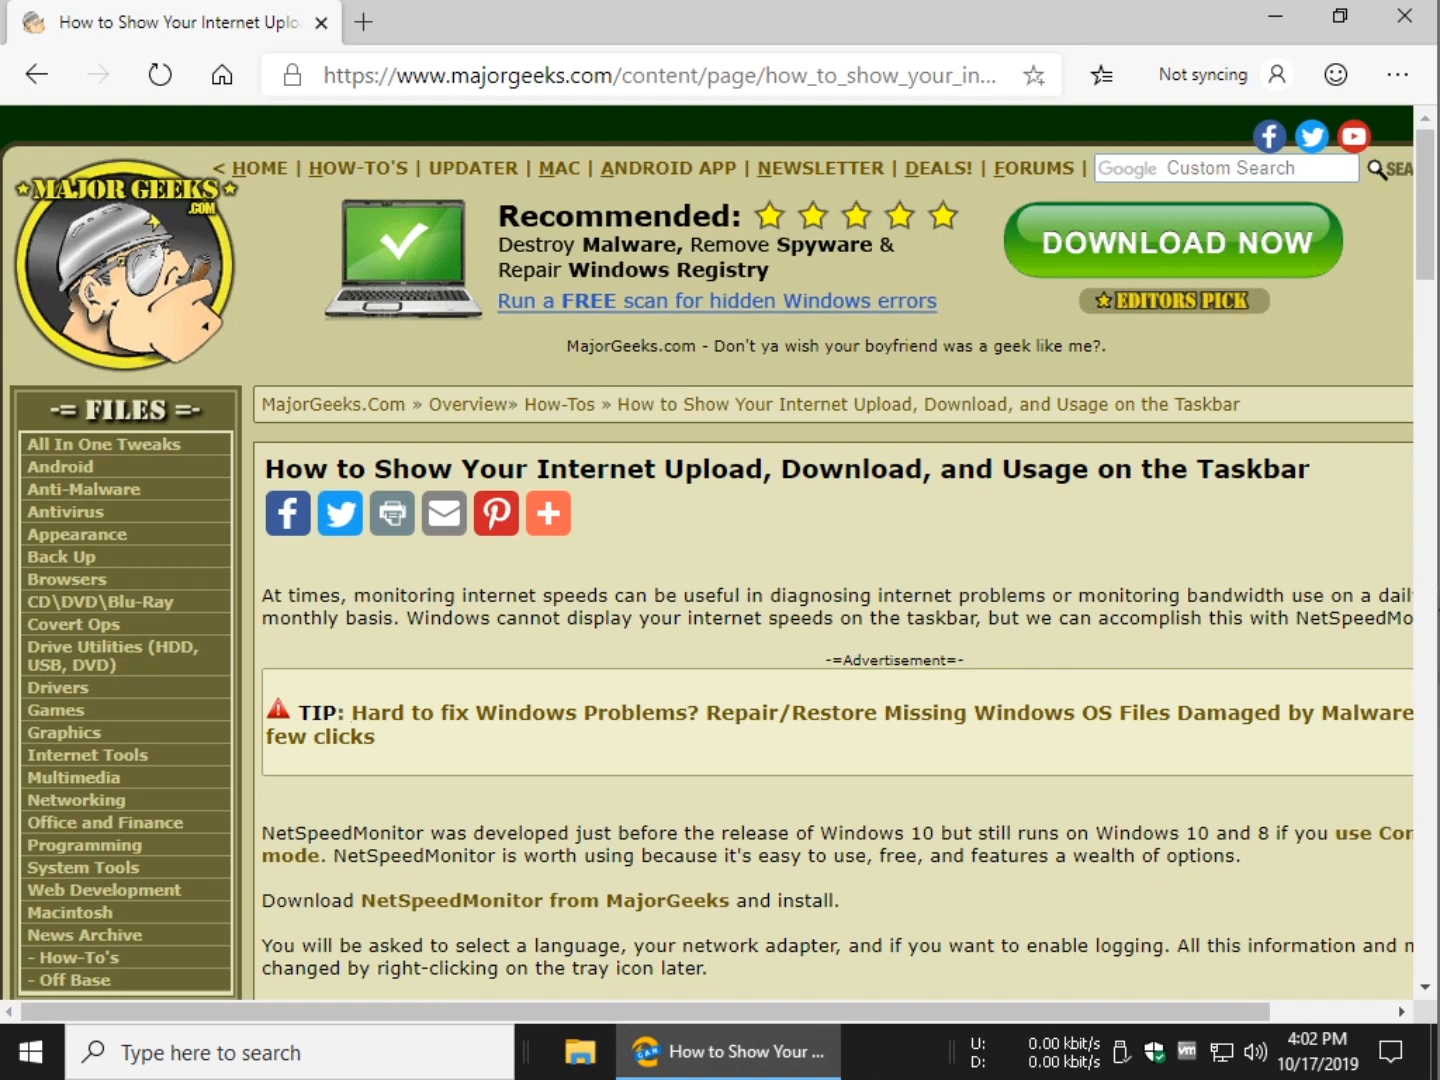 How to Show Your Internet Uplo
https://www.majorgeeks.com/content/page/how_to_show_your_in...
Not syncing
MAJOR GEEKS
.COM
< HOME | HOW-TO'S | UPDATER | MAC | ANDROID APP | NEWSLETTER | DEALS! | FORUMS |
Google Custom Search
SEA
Recommended:
Destroy Malware, Remove Spyware &
Repair Windows Registry
Run a FREE scan for hidden Windows errors
DOWNLOAD NOW
EDITORS PICK
MajorGeeks.com - Don't ya wish your boyfriend was a geek like me?.
-= FILES =-
All In One Tweaks
Android
Anti-Malware
Antivirus
Appearance
Back Up
Browsers
CD\DVD\Blu-Ray
Covert Ops
Drive Utilities (HDD,
USB, DVD)
Drivers
Games
Graphics
Internet Tools
Multimedia
Networking
Office and Finance
Programming
System Tools
Web Development
Macintosh
News Archive
- How-To's
- Off Base
MajorGeeks.Com » Overview» How-Tos » How to Show Your Internet Upload, Download, and Usage on the Taskbar
How to Show Your Internet Upload, Download, and Usage on the Taskbar
At times, monitoring internet speeds can be useful in diagnosing internet problems or monitoring bandwidth use on a dail
monthly basis. Windows cannot display your internet speeds on the taskbar, but we can accomplish this with NetSpeedMo
-=Advertisement=-
TIP: Hard to fix Windows Problems? Repair/Restore Missing Windows OS Files Damaged by Malware
few clicks
NetSpeedMonitor was developed just before the release of Windows 10 but still runs on Windows 10 and 8 if you use Cor
mode. NetSpeedMonitor is worth using because it's easy to use, free, and features a wealth of options.
Download NetSpeedMonitor from MajorGeeks and install.
You will be asked to select a language, your network adapter, and if you want to enable logging. All this information and m
changed by right-clicking on the tray icon later.
Type here to search
CAN
How to Show Your ...
U: 0.00 kbit/s
D: 0.00 kbit/s
vm
4:02 PM
10/17/2019